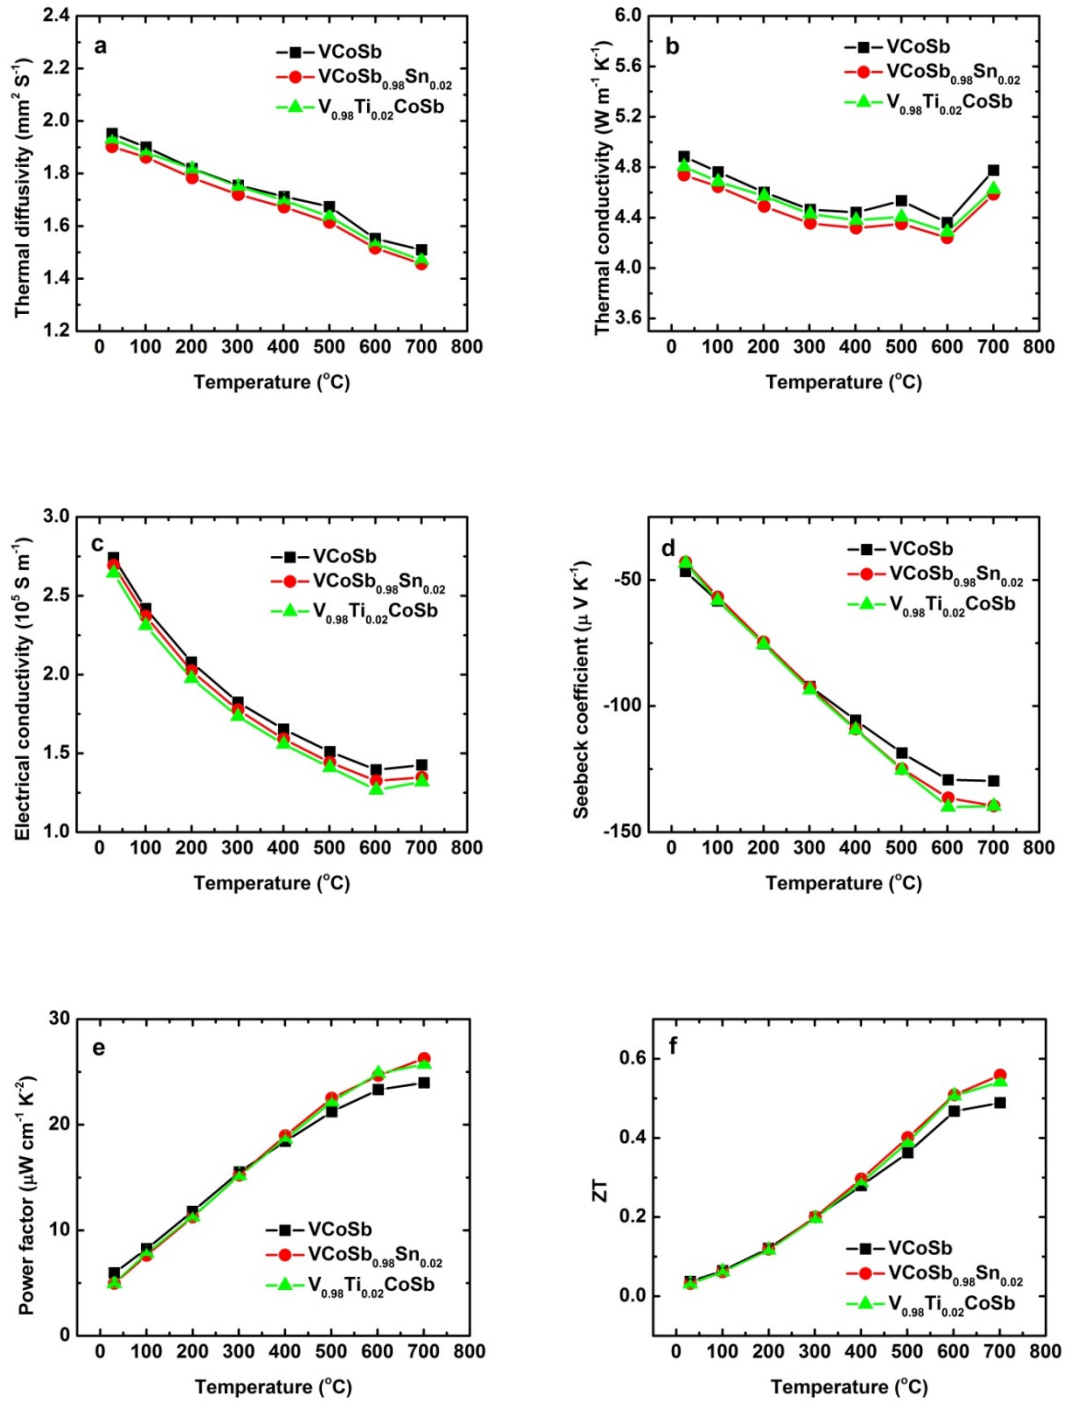 a
VCoSb
VCoSb0.98Sn0.02
V0.98Ti0.02CoSb
Thermal diffusivity (mm2 S-1)
2.4
2.2
2.0
1.8
1.6
1.4
1.2
0 100 200 300 400 500 600 700 800
Temperature (oC)
b
VCoSb
VCoSb0.98Sn0.02
V0.98Ti0.02CoSb
Thermal conductivity (W m-1 K-1)
6.0
5.6
5.2
4.8
4.4
4.0
3.6
0 100 200 300 400 500 600 700 800
Temperature (oC)
c
VCoSb
VCoSb0.98Sn0.02
V0.98Ti0.02CoSb
Electrical conductivity (105 S m-1)
3.0
2.5
2.0
1.5
1.0
0 100 200 300 400 500 600 700 800
Temperature (oC)
d
VCoSb
VCoSb0.98Sn0.02
V0.98Ti0.02CoSb
Seebeck coefficient (μ V K-1)
-50
-100
-150
0 100 200 300 400 500 600 700 800
Temperature (oC)
e
VCoSb
VCoSb0.98Sn0.02
V0.98Ti0.02CoSb
Power factor (μW cm-1 K-2)
30
20
10
0
0 100 200 300 400 500 600 700 800
Temperature (oC)
f
VCoSb
VCoSb0.98Sn0.02
V0.98Ti0.02CoSb
ZT
0.6
0.4
0.2
0.0
0 100 200 300 400 500 600 700 800
Temperature (oC)